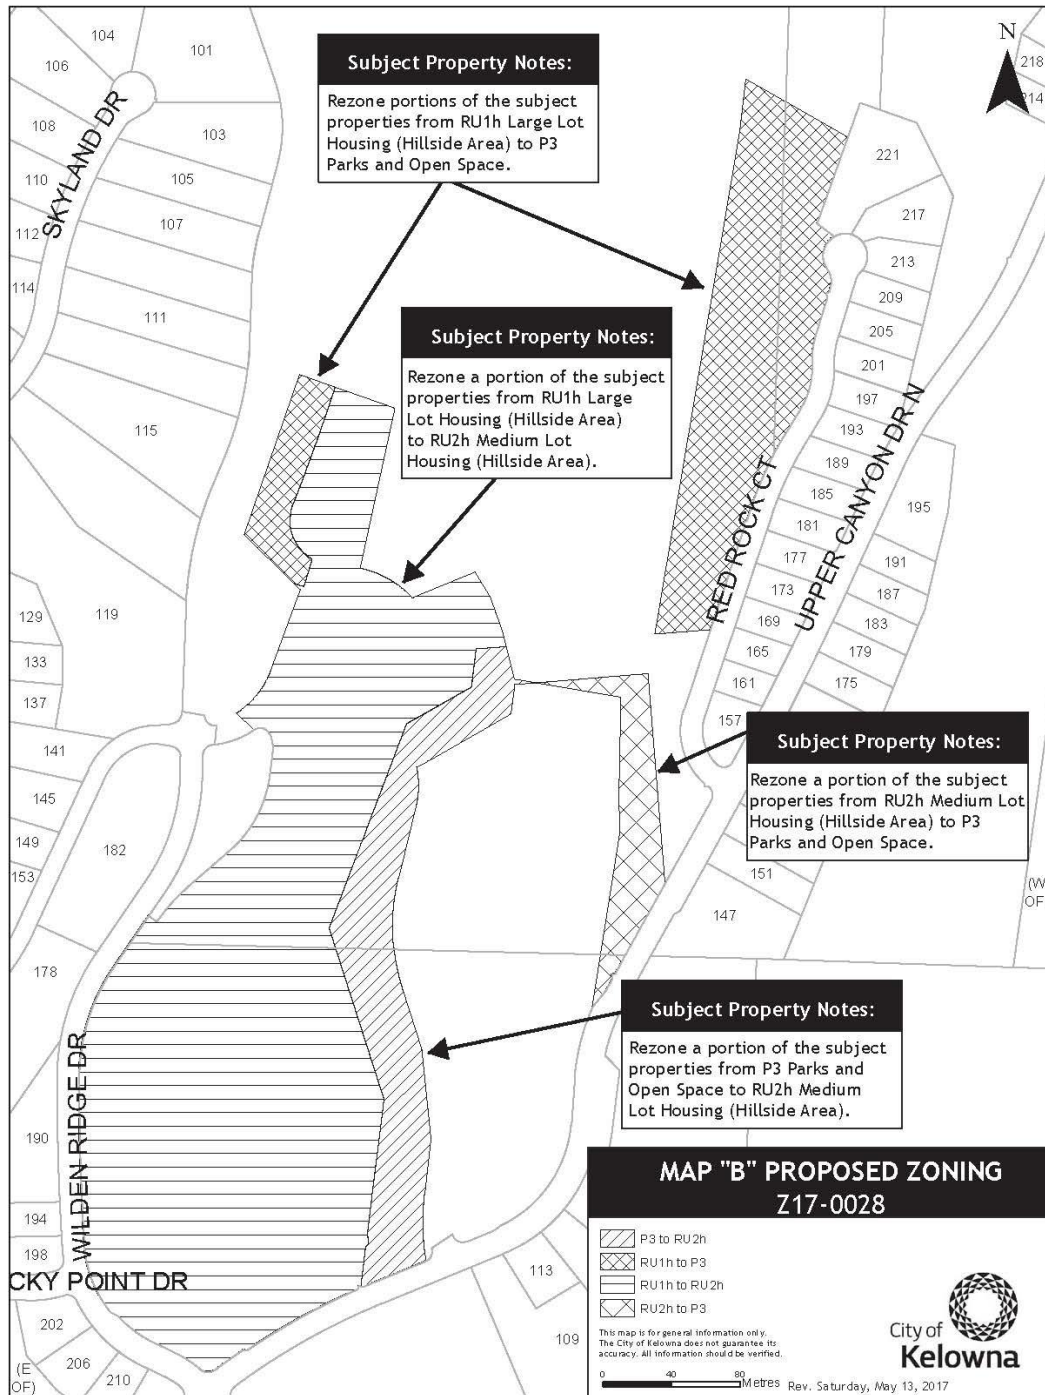 104
101
106
108
103
110
105
107
112
114
111
115
SKYLAND DR
119
129
133
137
141
145
149
153
182
178
190
194
198
WILDEN RIDGE DR
CKY POINT DR
202
206
210
(E
OF)
Subject Property Notes:
Rezone portions of the subject
properties from RU1h Large Lot
Housing (Hillside Area) to P3
Parks and Open Space.
Subject Property Notes:
Rezone a portion of the subject
properties from RU1h Large
Lot Housing (Hillside Area)
to RU2h Medium Lot
Housing (Hillside Area).
N
218
214
221
217
213
209
205
201
197
193
189
185
181
177
173
169
165
161
157
RED ROCK CT
UPPER CANYON DR N
195
191
187
183
179
175
Subject Property Notes:
Rezone a portion of the subject
properties from RU2h Medium Lot
Housing (Hillside Area) to P3
Parks and Open Space.
151
147
(W
OF
Subject Property Notes:
Rezone a portion of the subject
properties from P3 Parks and
Open Space to RU2h Medium
Lot Housing (Hillside Area).
113
109
MAP "B" PROPOSED ZONING
Z17-0028
P3 to RU2h
RU1h to P3
RU1h to RU2h
RU2h to P3
This map is for general information only.
The City of Kelowna does not guarantee its
accuracy. All information should be verified.
0 40 80 Metres
Rev. Saturday, May 13, 2017
City of
Kelowna